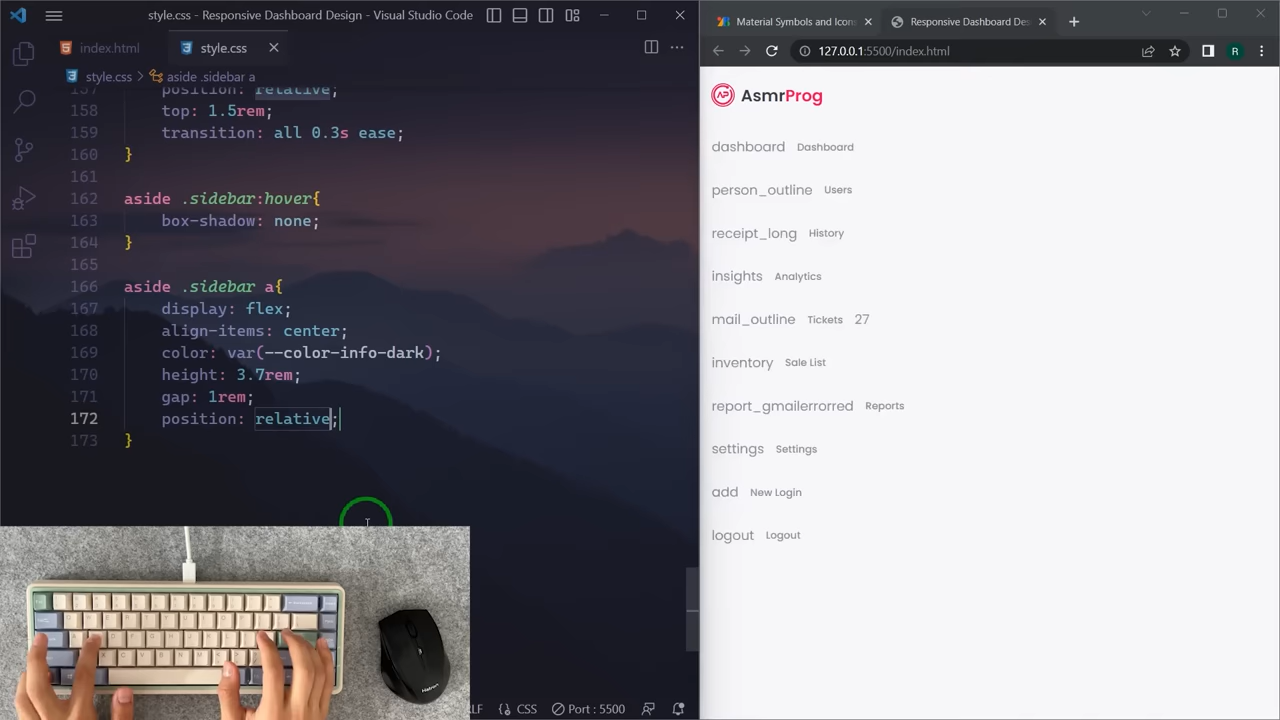 style.css - Responsive Dashboard Design - Visual Studio Code
index.html
style.css
style.css > aside .sidebar a
157 position: relative;
158 top: 1.5rem;
159 transition: all 0.3s ease;
160 }
161
162 aside .sidebar:hover{
163 box-shadow: none;
164 }
165
166 aside .sidebar a{
167 display: flex;
168 align-items: center;
169 color: var(--color-info-dark);
170 height: 3.7rem;
171 gap: 1rem;
172 position: relative;
173 }
CSS
Port : 5500
Material Symbols and Icons
Responsive Dashboard Des
127.0.0.1:5500/index.html
R
AP AsmrProg
dashboard Dashboard
person_outline Users
receipt_long History
insights Analytics
mail_outline Tickets 27
inventory Sale List
report_gmailerrorred Reports
settings Settings
add New Login
logout Logout